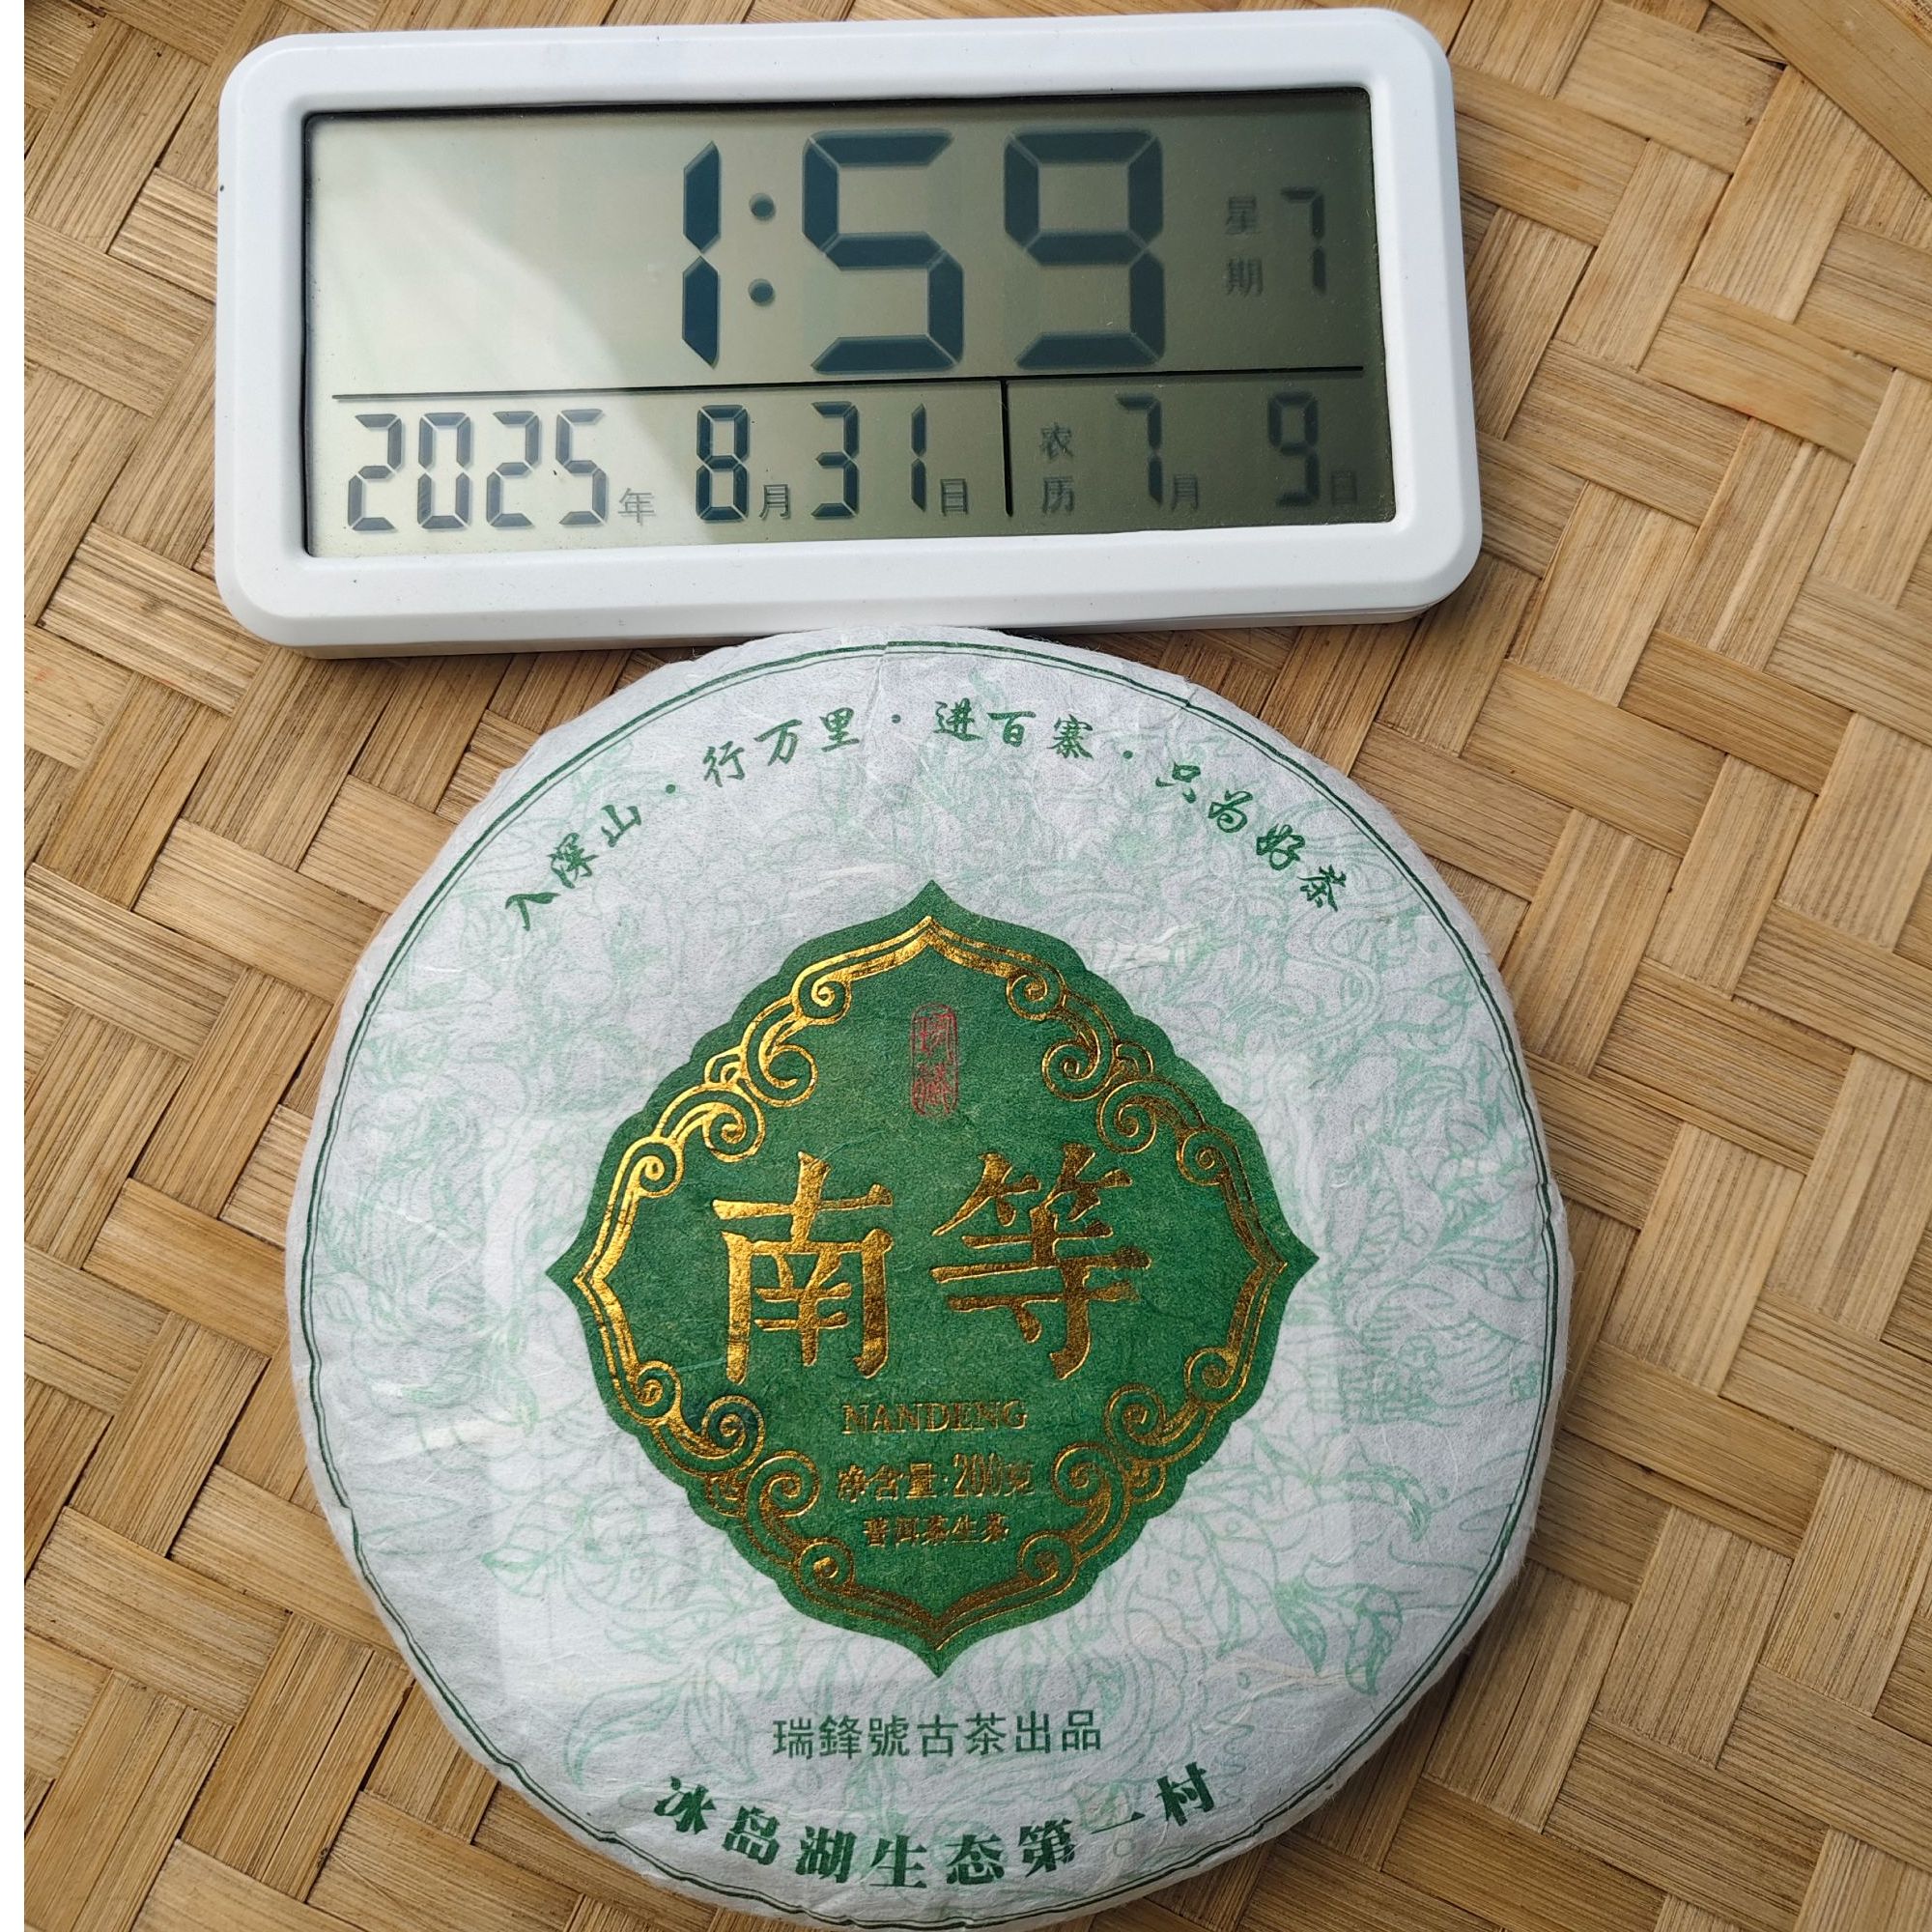 1:59 星期 7
2025年 8月31日 农历 7月 9日
入深山·行万里·进百寨·只为好茶
南等
NANDENG
净含量:200克
普洱茶生茶
瑞鋒號古茶出品
冰岛湖生态第一村